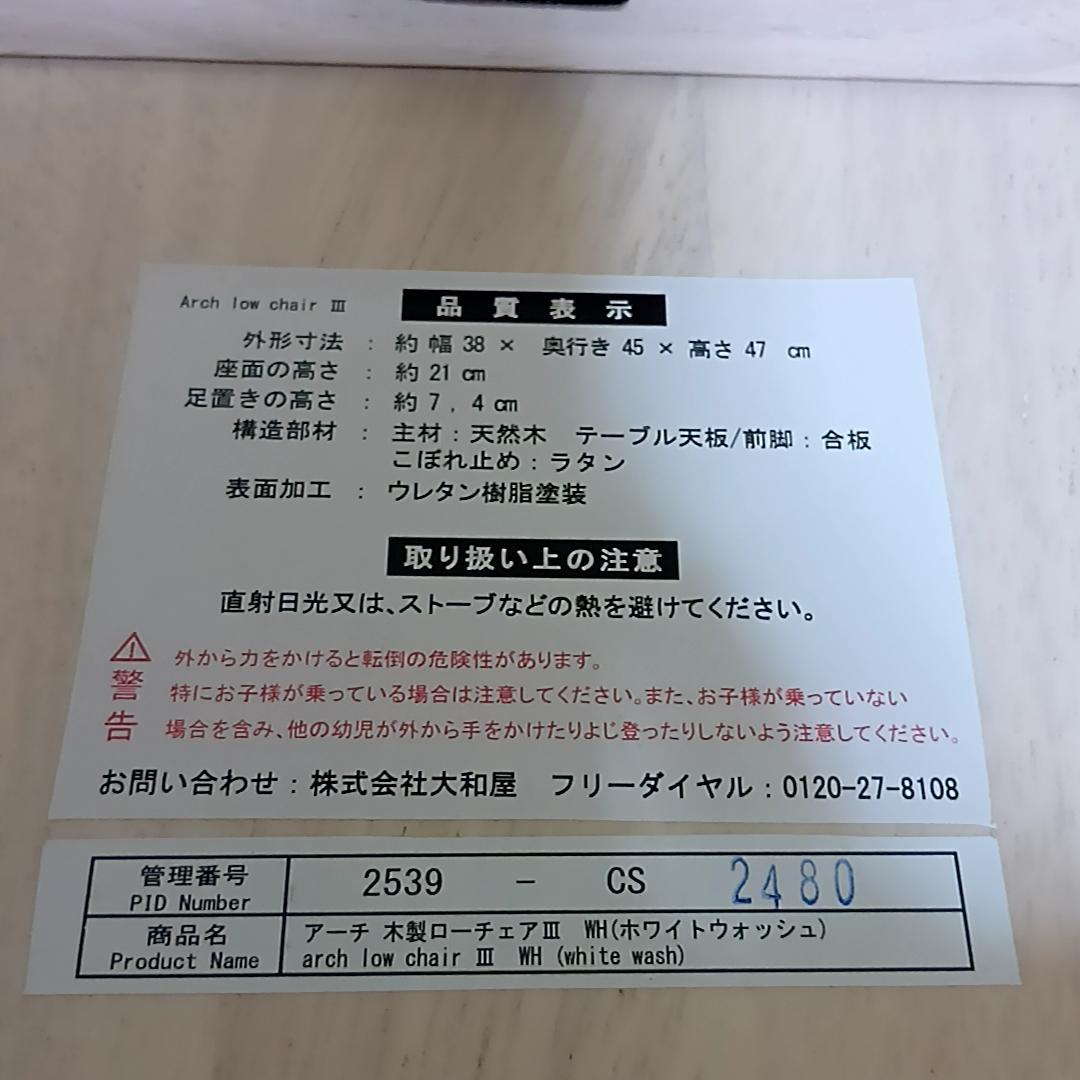 Arch low chair Ⅲ 品質表示
外形寸法 : 約 幅 38 × 奥行き 45 × 高さ 47 cm
座面の高さ : 約 21 cm
足置きの高さ : 約 7 , 4 cm
構造部材 : 主材 : 天然木 テーブル天板/前脚 : 合板
こぼれ止め : ラタン
表面加工 : ウレタン樹脂塗装
取り扱い上の注意
直射日光又は、ストーブなどの熱を避けてください。
⚠ 外から力をかけると転倒の危険性があります。
警 特にお子様が乗っている場合は注意してください。また、お子様が乗っていない
告 場合を含み、他の幼児が外から手をかけたりよじ登ったりしないよう注意してください。
お問い合わせ : 株式会社大和屋 フリーダイヤル : 0120-27-8108
管理番号
PID Number
2539 - CS 2480
商品名
Product Name
アーチ 木製ローチェアⅢ WH(ホワイトウォッシュ)
arch low chair Ⅲ WH (white wash)